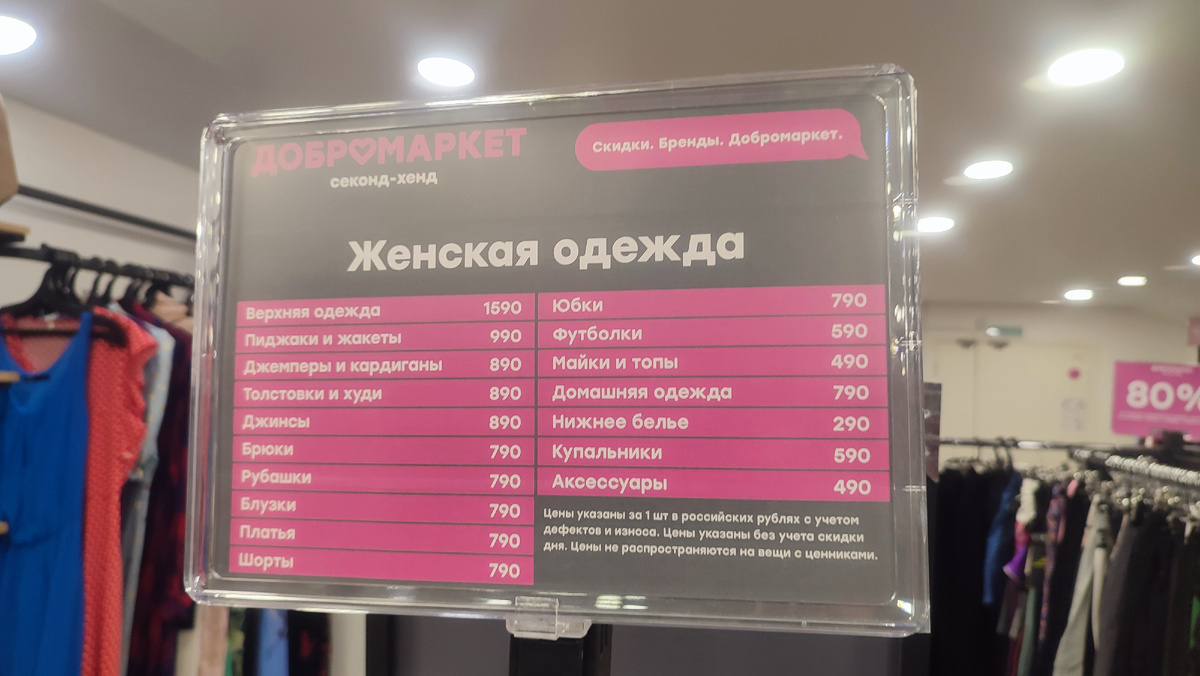 ДОБРОМАРКЕТ
секонд-хенд
Скидки. Бренды. Добромаркет.
Женская одежда
Верхняя одежда 1590
Пиджаки и жакеты 990
Джемперы и кардиганы 890
Толстовки и худи 890
Джинсы 890
Брюки 790
Рубашки 790
Блузки 790
Платья 790
Шорты 790
Юбки 790
Футболки 590
Майки и топы 490
Домашняя одежда 790
Нижнее белье 290
Купальники 590
Аксессуары 490
Цены указаны за 1 шт в российских рублях с учетом
дефектов и износа. Цены указаны без учета скидки
дня. Цены не распространяются на вещи с ценниками.
80%